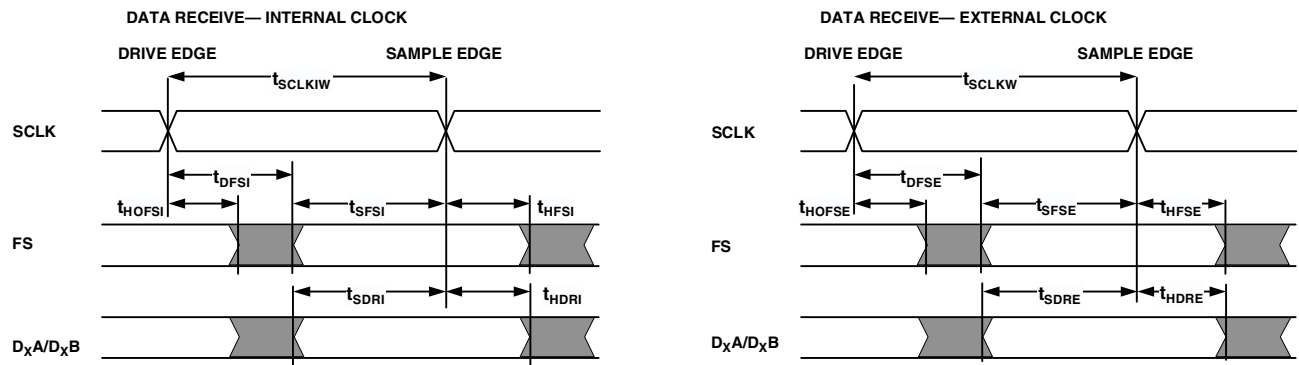 DATA RECEIVE— INTERNAL CLOCK
DRIVE EDGE
SAMPLE EDGE
tSCLKIW
SCLK
tDFSI
tHOFSI
tSFSI
tHFSI
FS
tSDRI
tHDRI
DXA/DXB
DATA RECEIVE— EXTERNAL CLOCK
DRIVE EDGE
SAMPLE EDGE
tSCLKW
SCLK
tDFSE
tHOFSE
tSFSE
tHFSE
FS
tSDRE
tHDRE
DXA/DXB